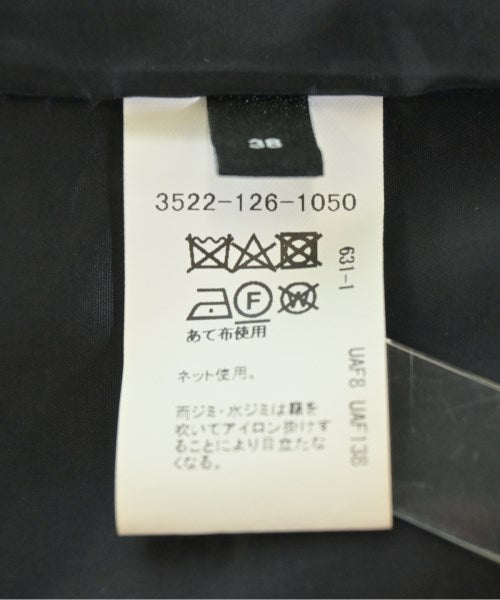 38
3522-126-1050
F
W
あて布使用
ネット使用。
雨ジミ・水ジミは霧を
吹いてアイロン掛けす
ることにより目立たな
くなる。
631-1
UAF8 UAF138